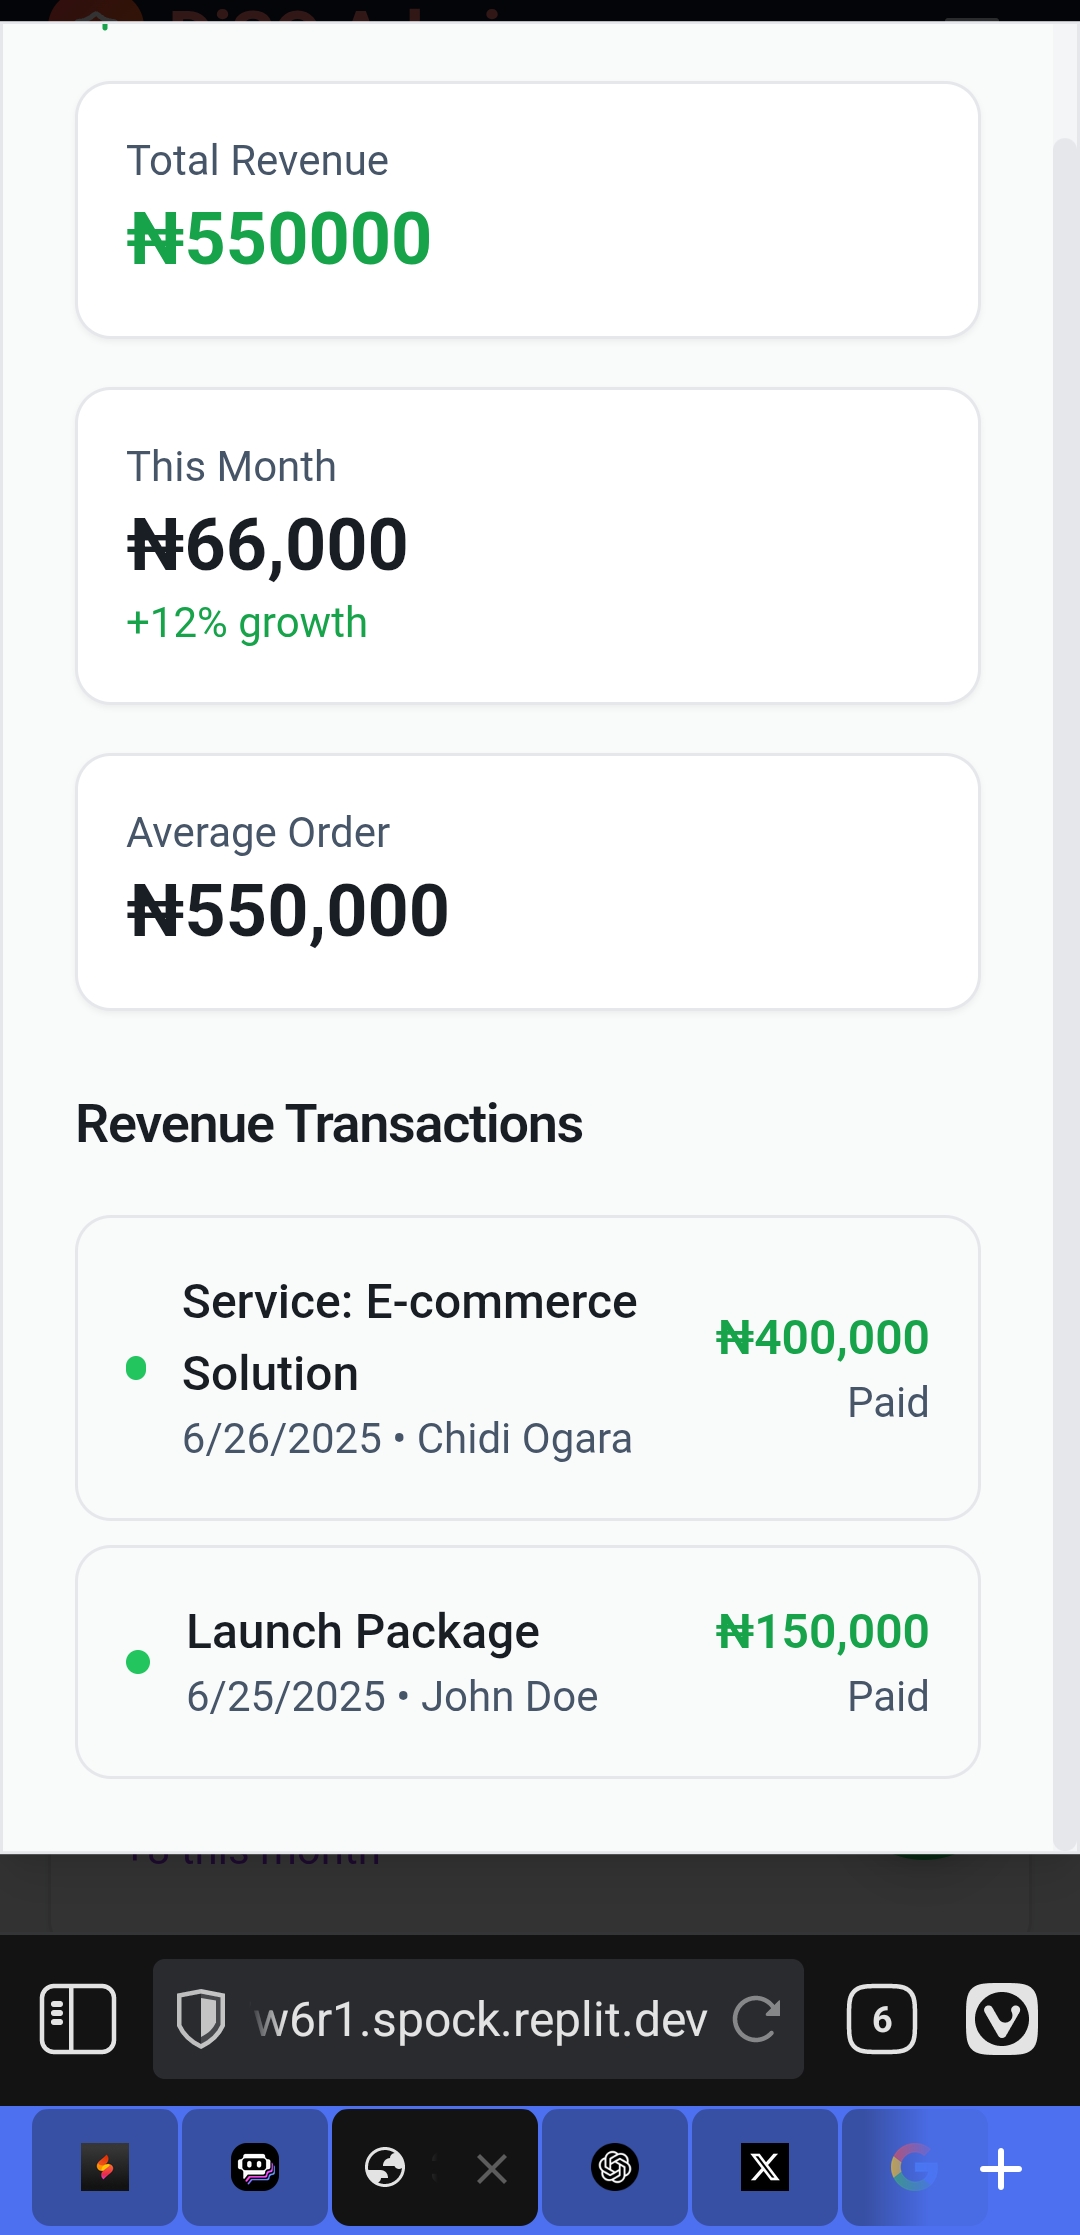 Total Revenue
₦550000
This Month
₦66,000
+12% growth
Average Order
₦550,000
Revenue Transactions
Service: E-commerce
Solution
₦400,000
6/26/2025 • Chidi Ogara
Paid
Launch Package
₦150,000
6/25/2025 • John Doe
Paid
this month
w6r1.spock.replit.dev
6